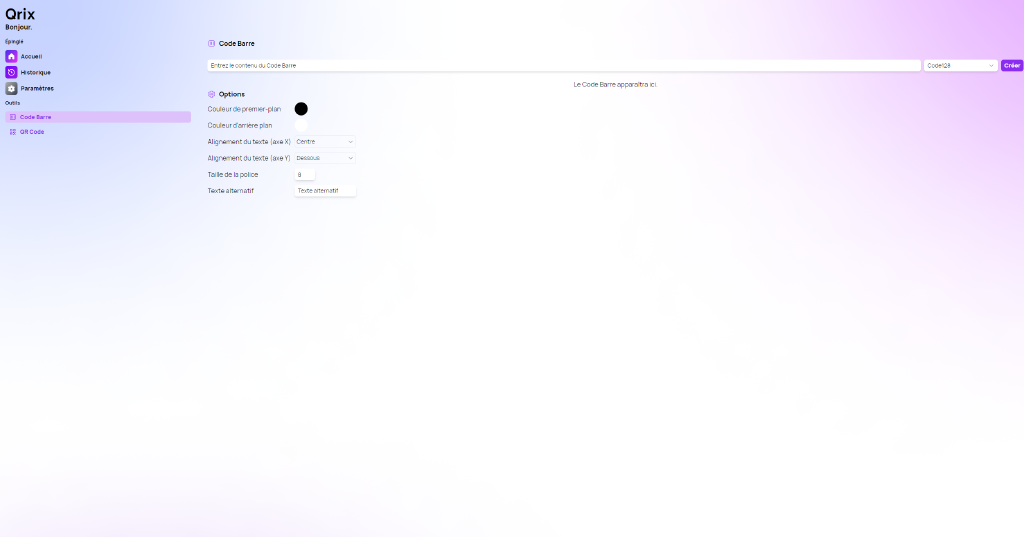 Qrix
Bonjour.
Épinglé
Accueil
Historique
Paramètres
Outils
Code Barre
QR Code
Code Barre
Entrez le contenu du Code Barre
Code128
Créer
Le Code Barre apparaîtra ici.
Options
Couleur de premier-plan
Couleur d'arrière plan
Alignement du texte (axe X)
Centre
Alignement du texte (axe Y)
Dessous
Taille de la police
8
Texte alternatif
Texte alternatif